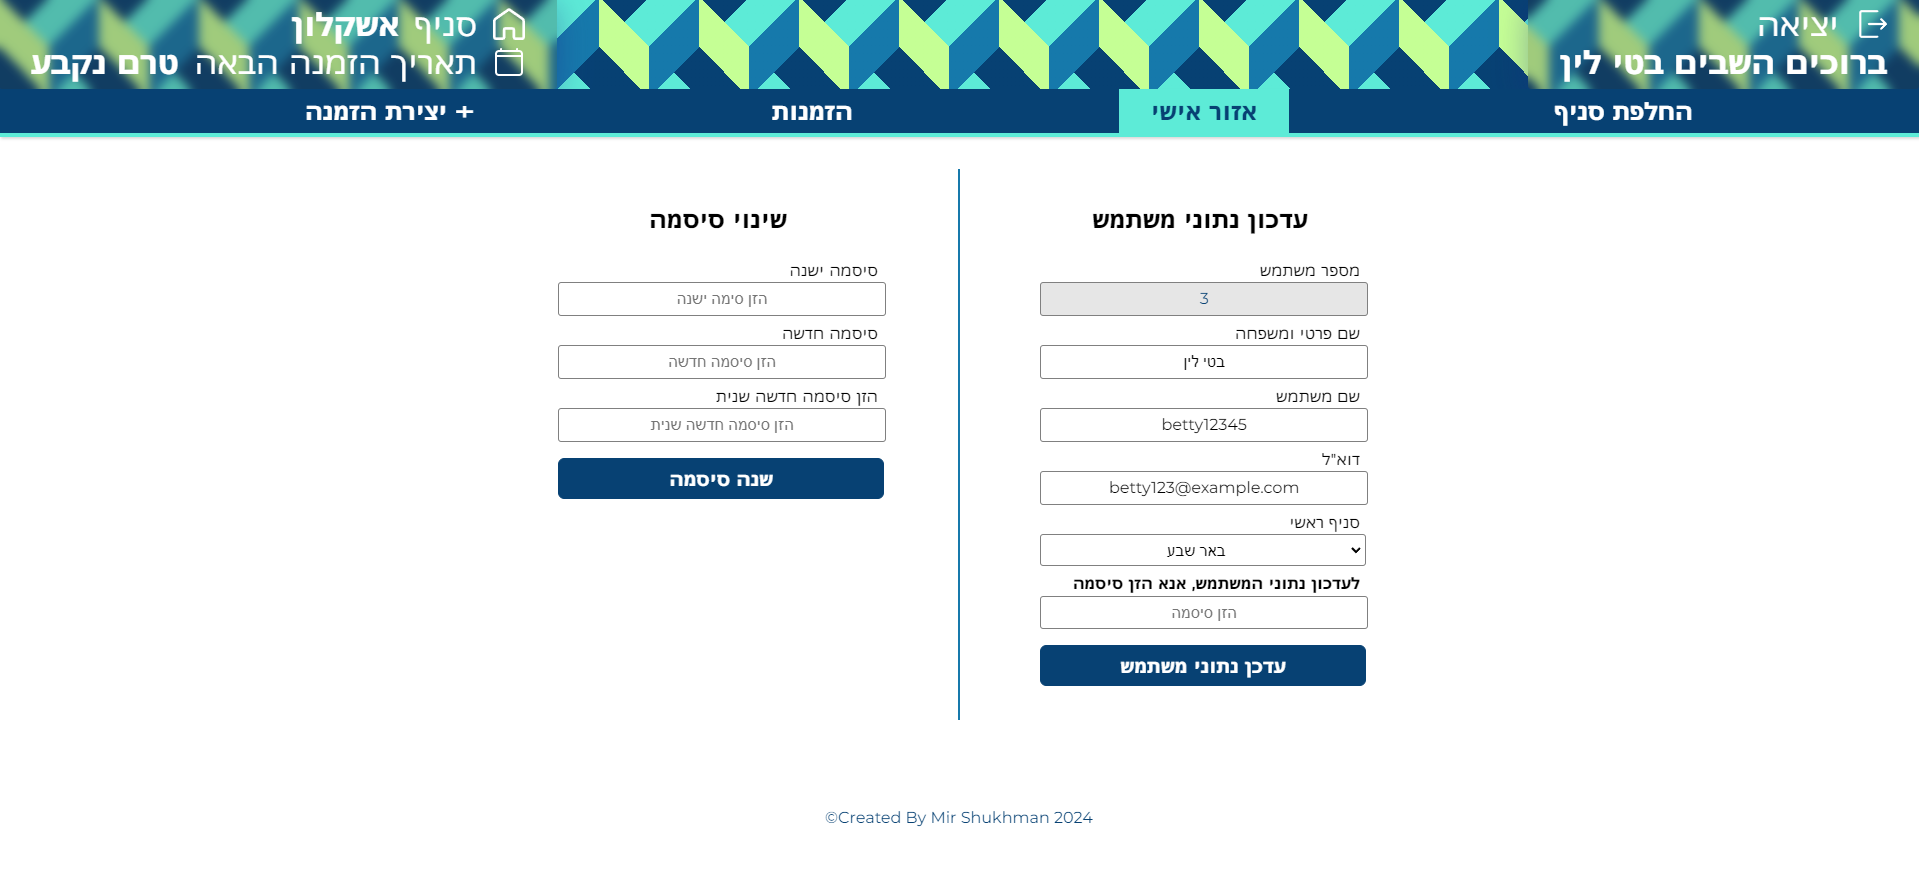 יציאה
ברוכים השבים בטי לין
סניף אשקלון
תאריך הזמנה הבאה טרם נקבע
החלפת סניף
אזור אישי
הזמנות
+ יצירת הזמנה
עדכון נתוני משתמש
מספר משתמש
3
שם פרטי ומשפחה
בטי לין
שם משתמש
betty12345
דוא"ל
betty123@example.com
סניף ראשי
באר שבע
לעדכון נתוני המשתמש, אנא הזן סיסמה
הזן סיסמה
עדכן נתוני משתמש
שינוי סיסמה
סיסמה ישנה
הזן סימה ישנה
סיסמה חדשה
הזן סיסמה חדשה
הזן סיסמה חדשה שנית
הזן סיסמה חדשה שנית
שנה סיסמה
©Created By Mir Shukhman 2024